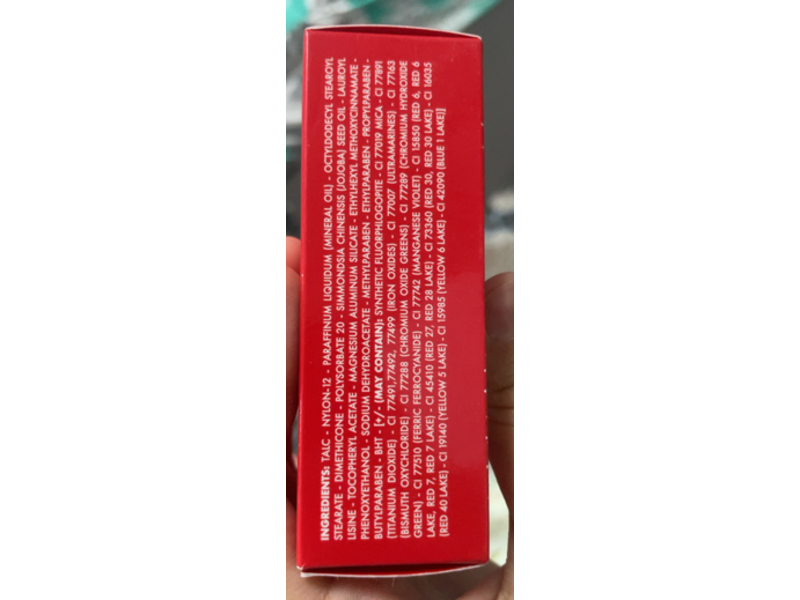 INGREDIENTS: TALC - NYLON-12 - PARAFFINUM LIQUIDUM (MINERAL OIL) - OCTYLDODECYL STEAROYL
STEARATE - DIMETHICONE - POLYSORBATE 20 - SIMMONDSIA CHINENSIS (JOJOBA) SEED OIL - LAUROYL
LISINE - TOCOPHERYL ACETATE - MAGNESIUM ALUMINUM SILICATE - ETHYLHEXYL METHOXYCINNAMATE -
PHENOXYETHANOL - SODIUM DEHYDROACETATE - METHYLPARABEN - ETHYLPARABEN - PROPYLPARABEN -
BUTYLPARABEN - BHT - [+/- (MAY CONTAIN): SYNTHETIC FLUORPHLOGOPITE - CI 77019 MICA - CI 77891
(TITANIUM DIOXIDE) - CI 77491,77492, 77499 (IRON OXIDES) - CI 77007 (ULTRAMARINES) - CI 77163
(BISMUTH OXYCHLORIDE) - CI 77288 (CHROMIUM OXIDE GREENS) - CI 77289 (CHROMIUM HYDROXIDE
GREEN) - CI 77510 (FERRIC FERROCYANIDE) - CI 77742 (MANGANESE VIOLET) - CI 15850 (RED 6, RED 6
LAKE, RED 7, RED 7 LAKE) - CI 45410 (RED 27, RED 28 LAKE) - CI 73360 (RED 30, RED 30 LAKE) - CI 16035
(RED 40 LAKE) - CI 19140 (YELLOW 5 LAKE) - CI 15985 (YELLOW 6 LAKE) - CI 42090 (BLUE 1 LAKE)]